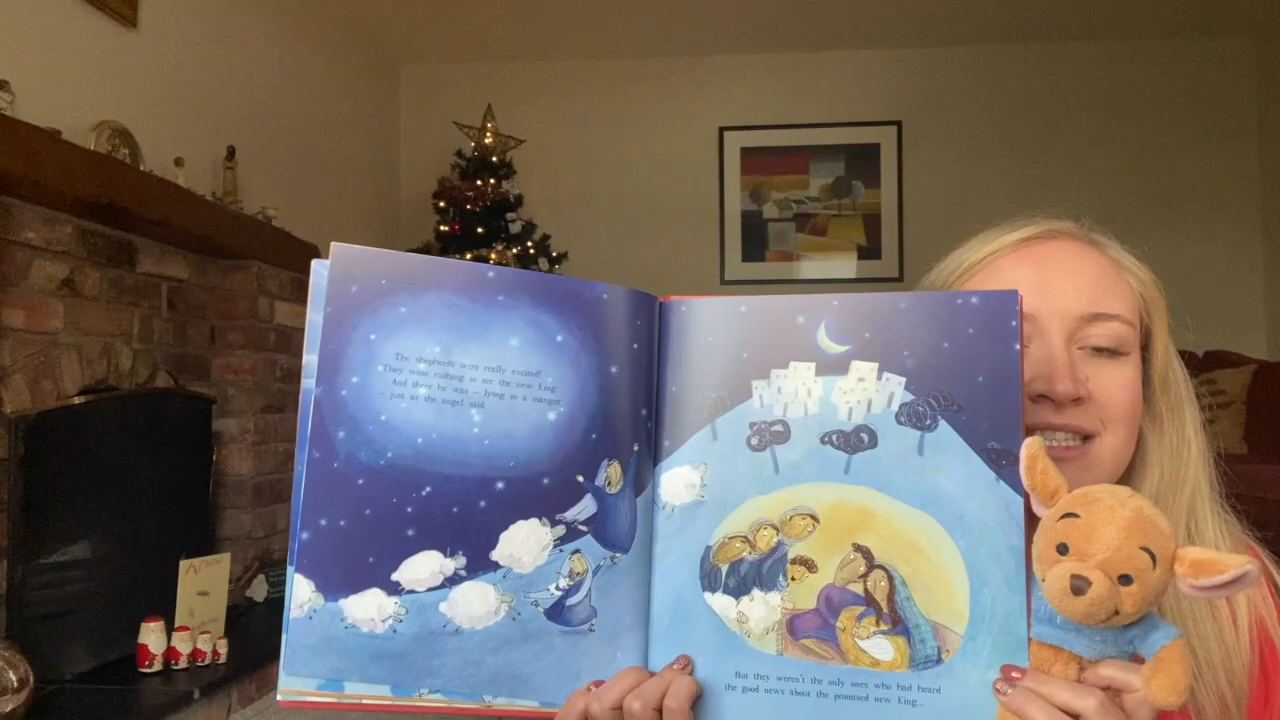 The shepherds were really excited!
They went rushing to see the new king.
And there he was – lying in a manger
– just as the angel said.
But they weren't the only ones who had heard
the good news about the promised new king...